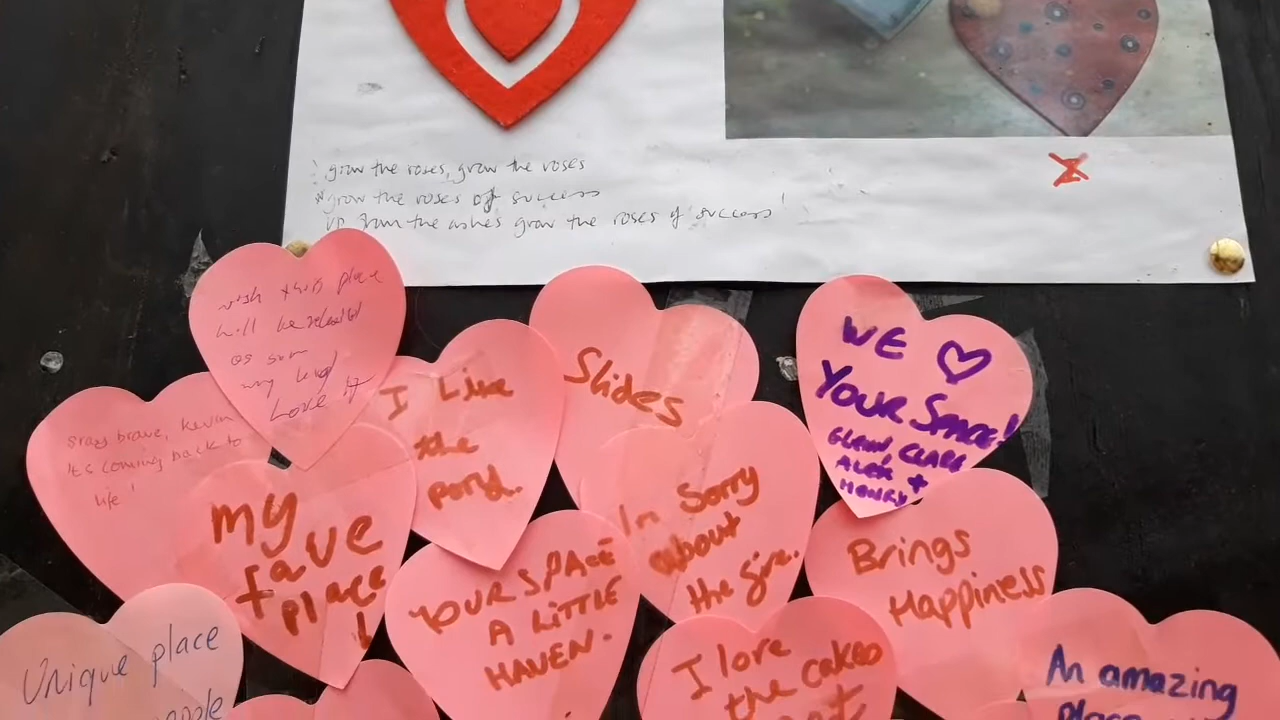 grow the roses, grow the roses
grow the roses of success
up from the ashes grow the roses of success!
wish this place
will be
as
Love it
stay brave, kevin
it's coming back to
life!
I Like
the
pond.
Slides
WE ♡
YOUR SPACE!
GLENN, CLARE
ALEX +
HENRY
my
fave
place
!
Im Sorry
about
the fire.
YOUR SPACE
A LITTLE
HAVEN.
Brings
Happiness
Unique place
people
I love
the cakes
An amazing
place